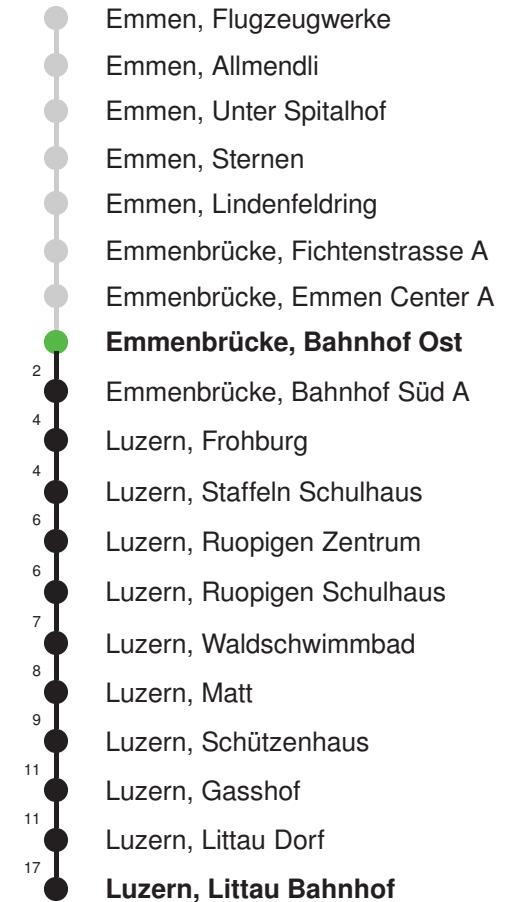 Emmen, Flugzeugwerke
Emmen, Allmendli
Emmen, Unter Spitalhof
Emmen, Sternen
Emmen, Lindenfeldring
Emmenbrücke, Fichtenstrasse A
Emmenbrücke, Emmen Center A
Emmenbrücke, Bahnhof Ost
2 Emmenbrücke, Bahnhof Süd A
4 Luzern, Frohburg
4 Luzern, Staffeln Schulhaus
6 Luzern, Ruopigen Zentrum
6 Luzern, Ruopigen Schulhaus
7 Luzern, Waldschwimmbad
8 Luzern, Matt
9 Luzern, Schützenhaus
11 Luzern, Gasshof
11 Luzern, Littau Dorf
17 Luzern, Littau Bahnhof